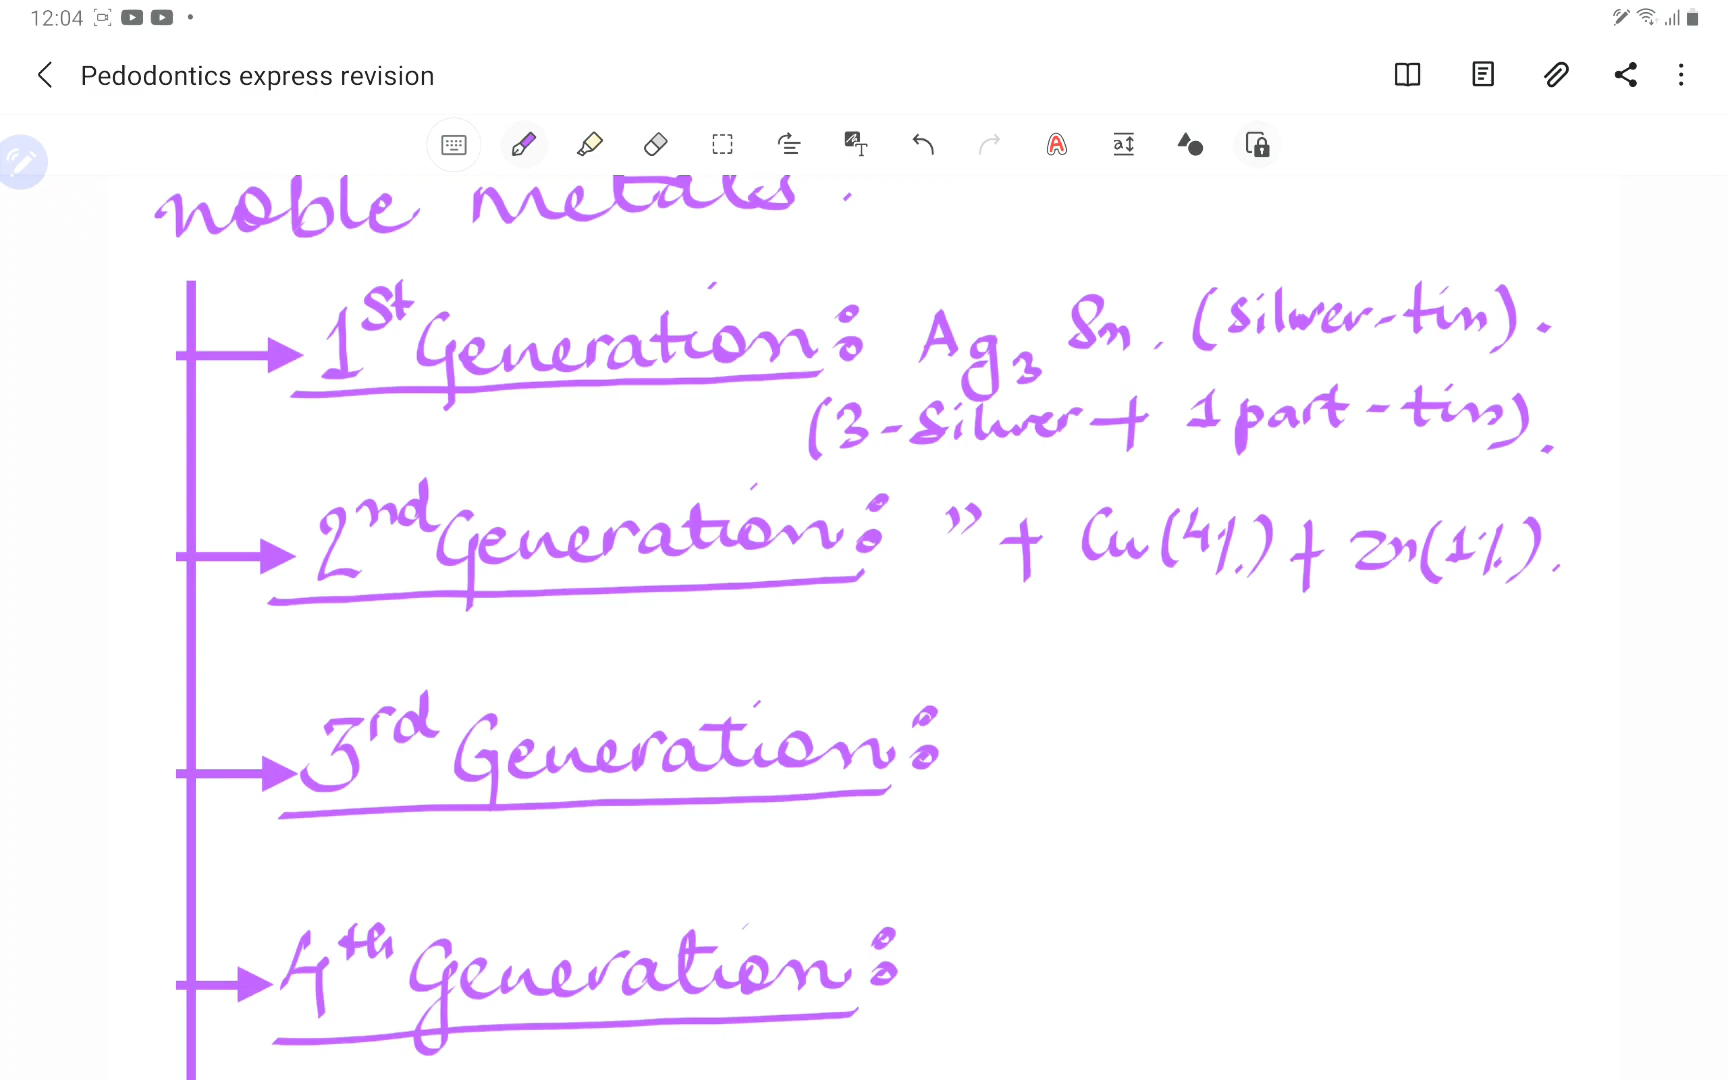 12:04
Pedodontics express revision
noble metals.
1st Generation: Ag3 Sn. (silver-tin).
(3-Silver + 1 part-tin).
2nd Generation: " + Cu(4%) + Zn(1%).
3rd Generation:
4th Generation: